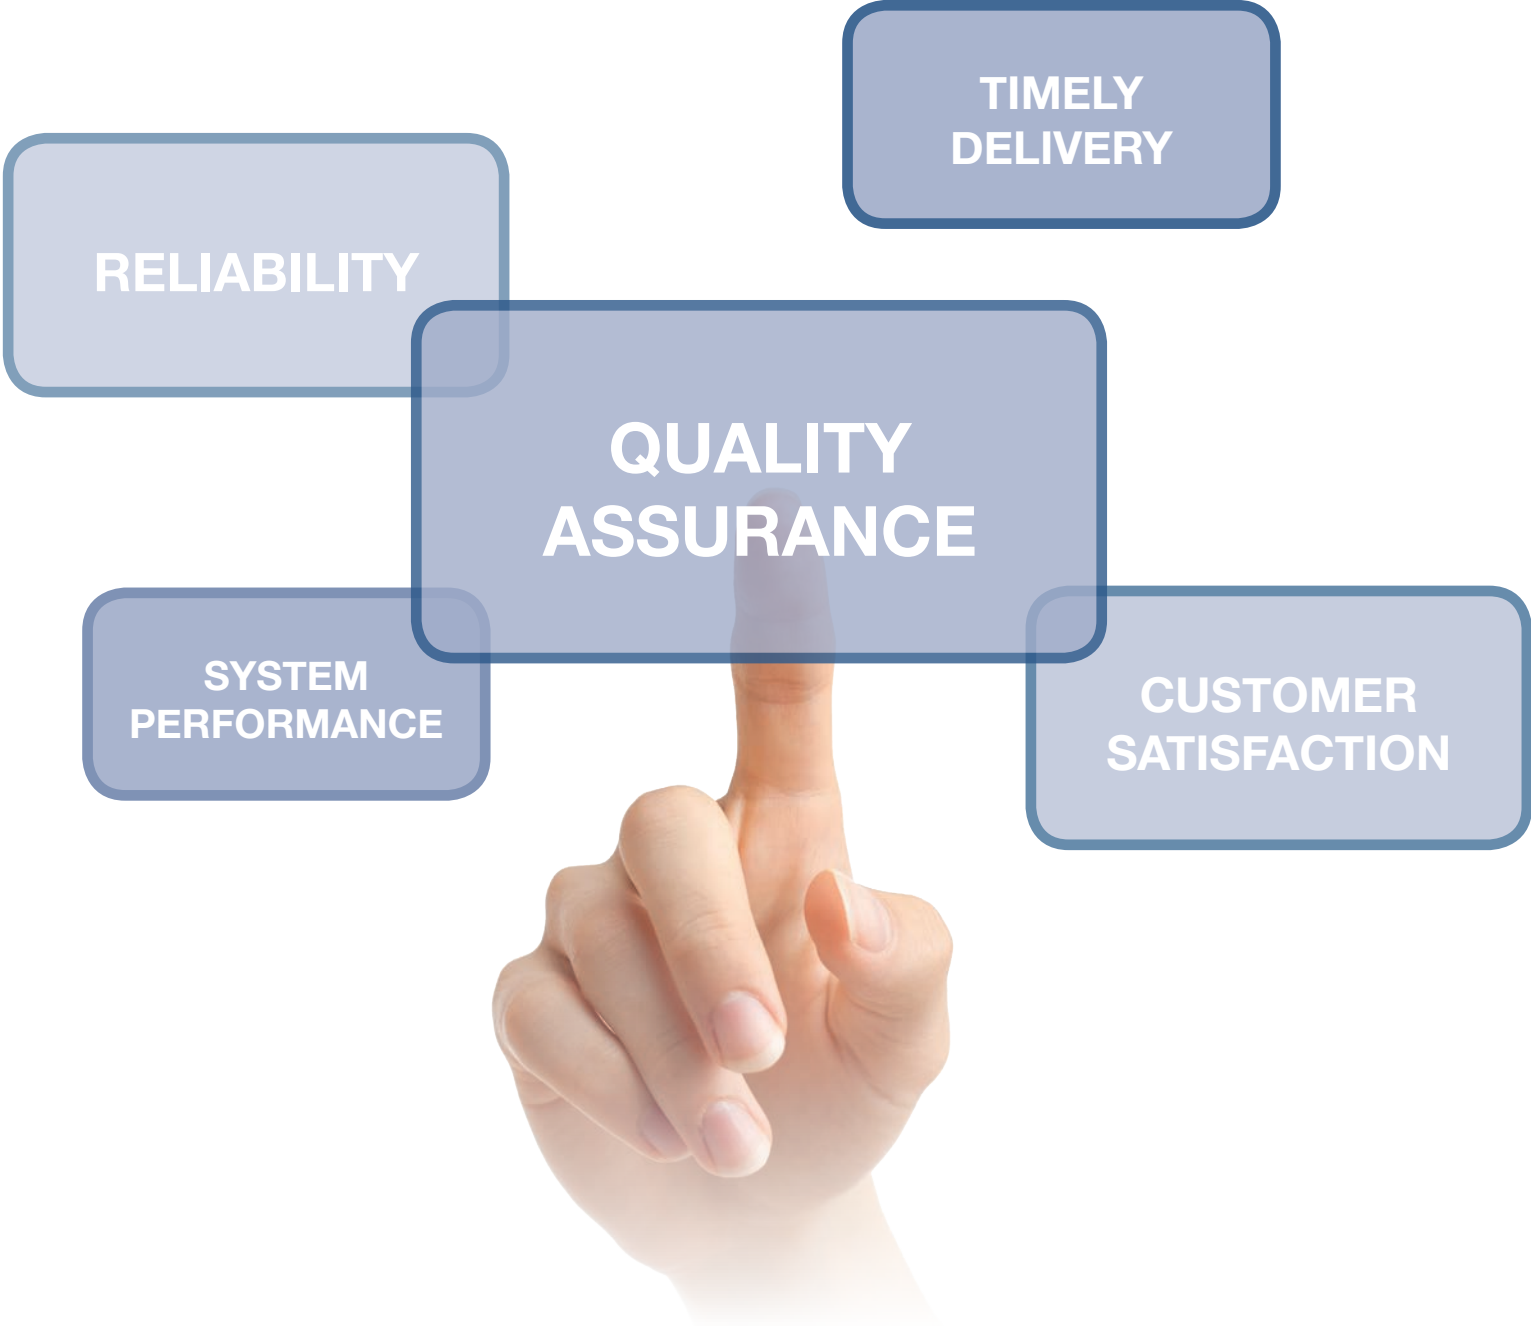 TIMELY
DELIVERY
RELIABILITY
QUALITY
ASSURANCE
SYSTEM
PERFORMANCE
CUSTOMER
SATISFACTION